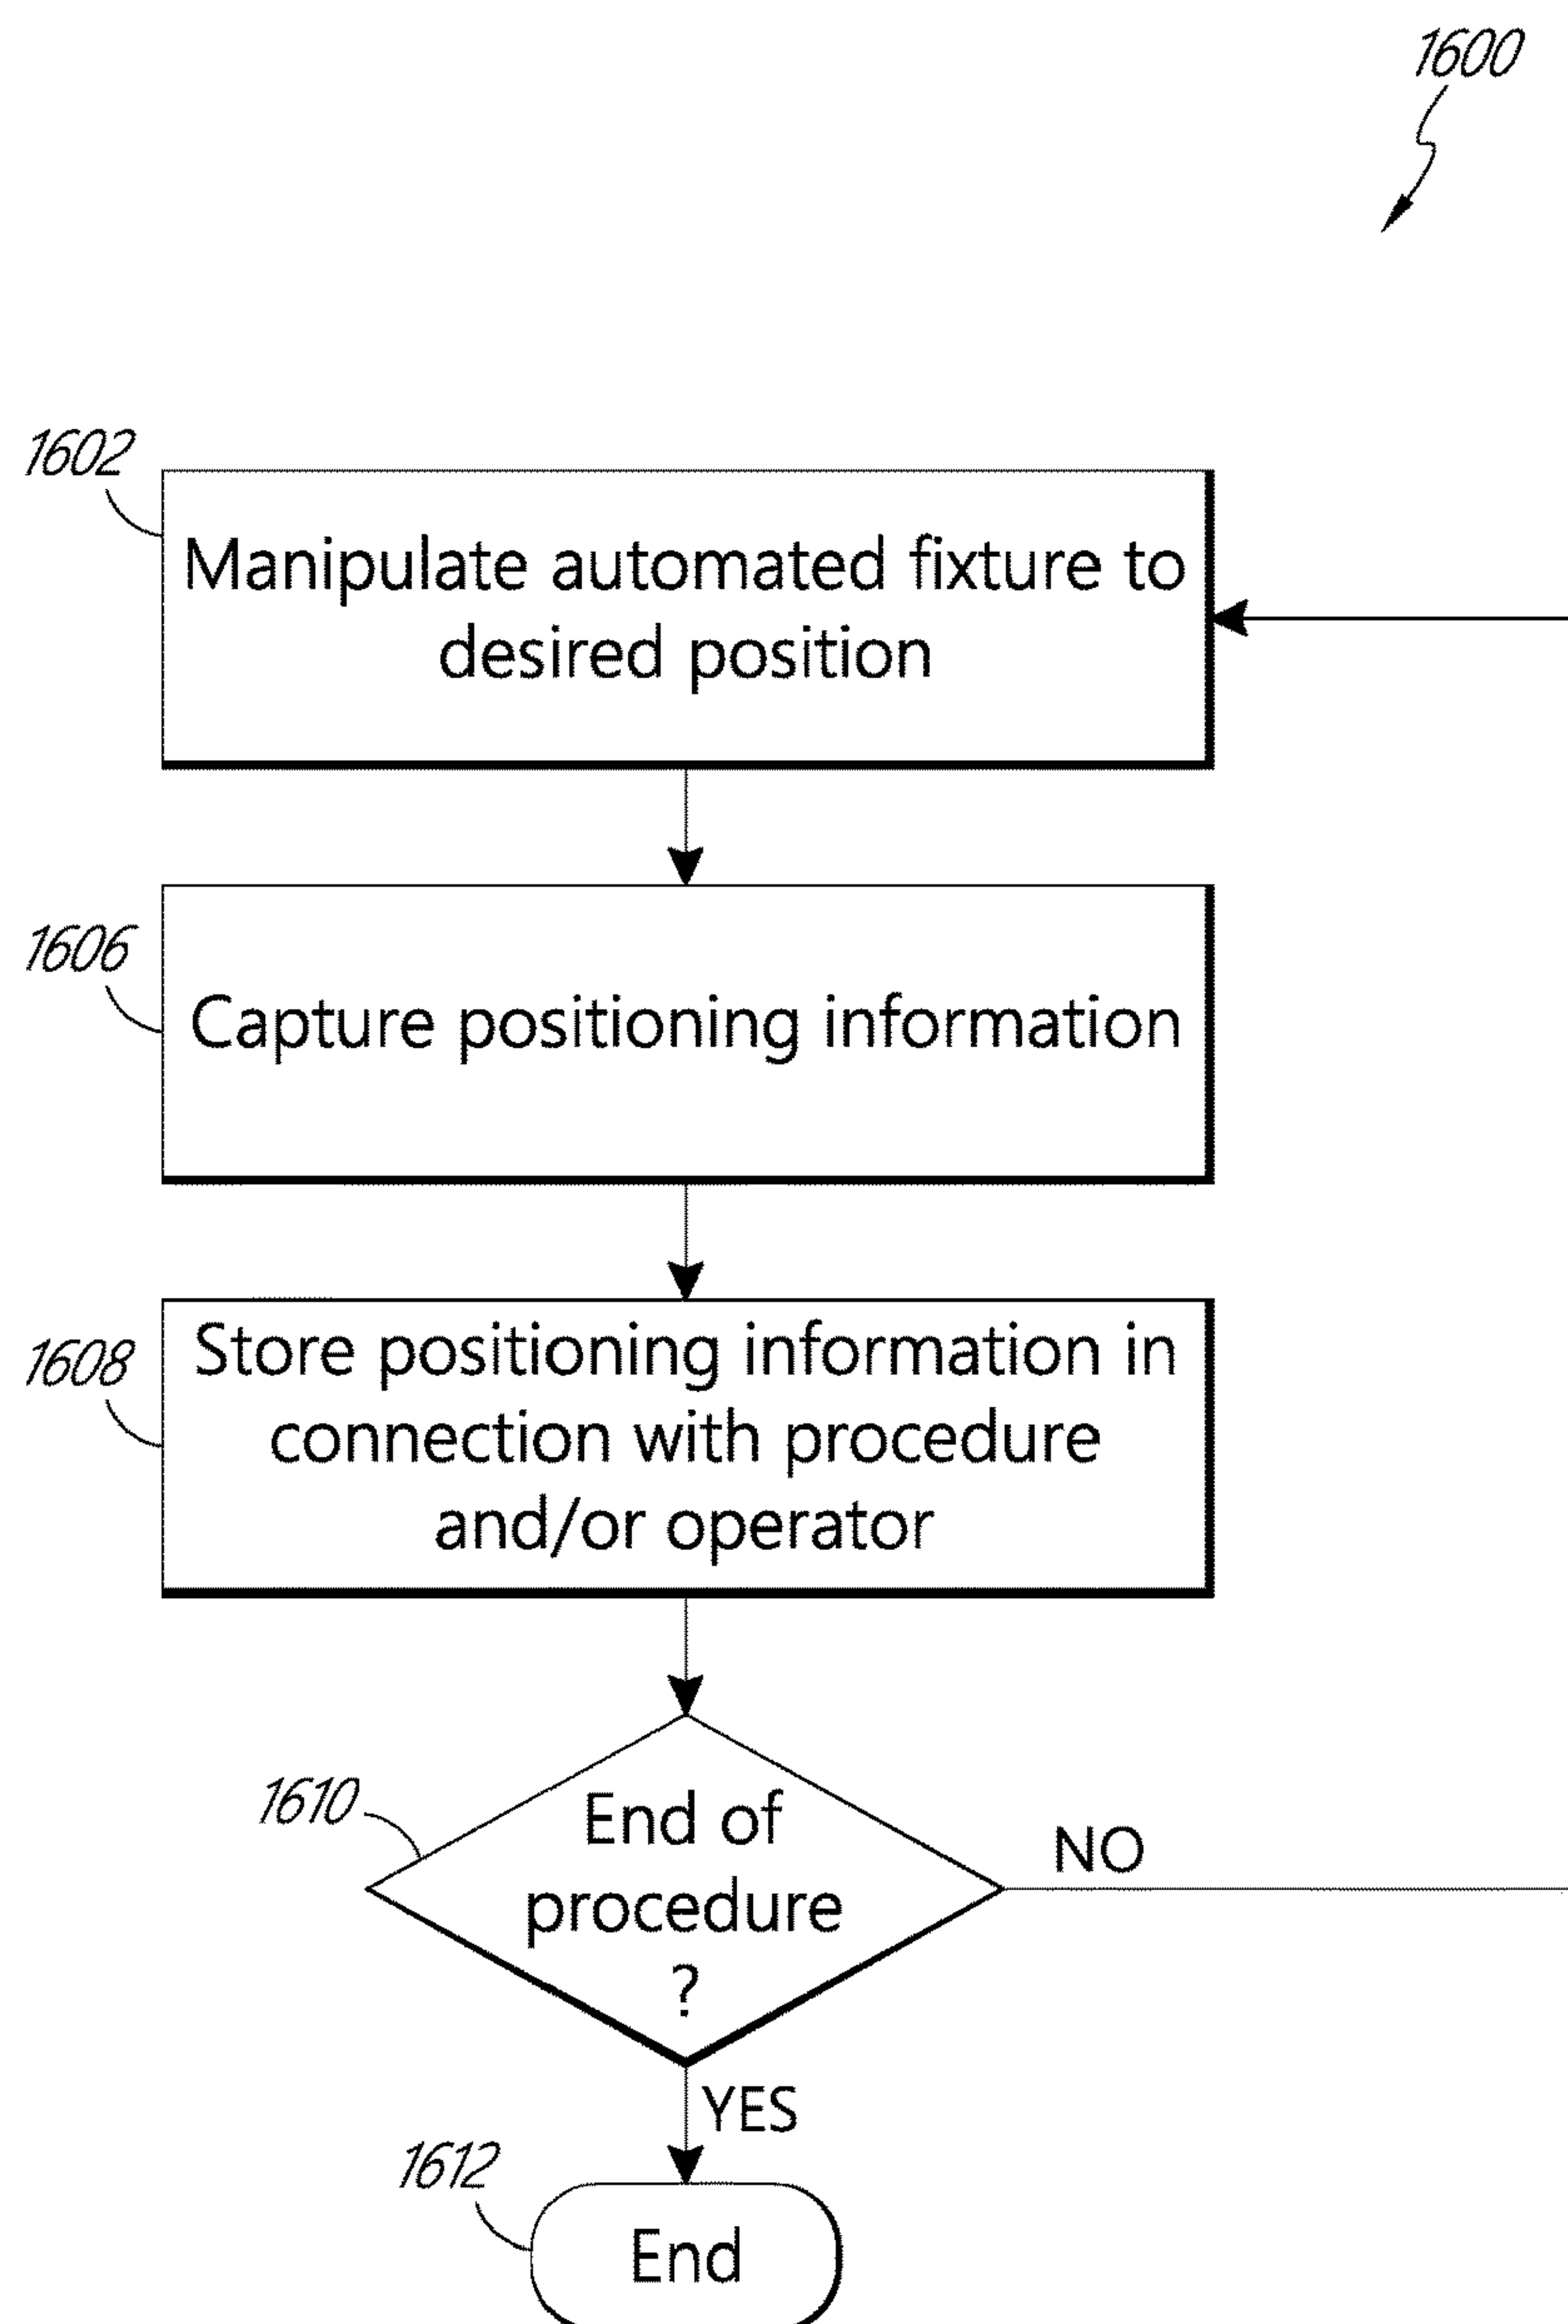 1600
1602
Manipulate automated fixture to
desired position
1606
Capture positioning information
1608
Store positioning information in
connection with procedure
and/or operator
1610
End of
procedure
?
NO
YES
1612
End